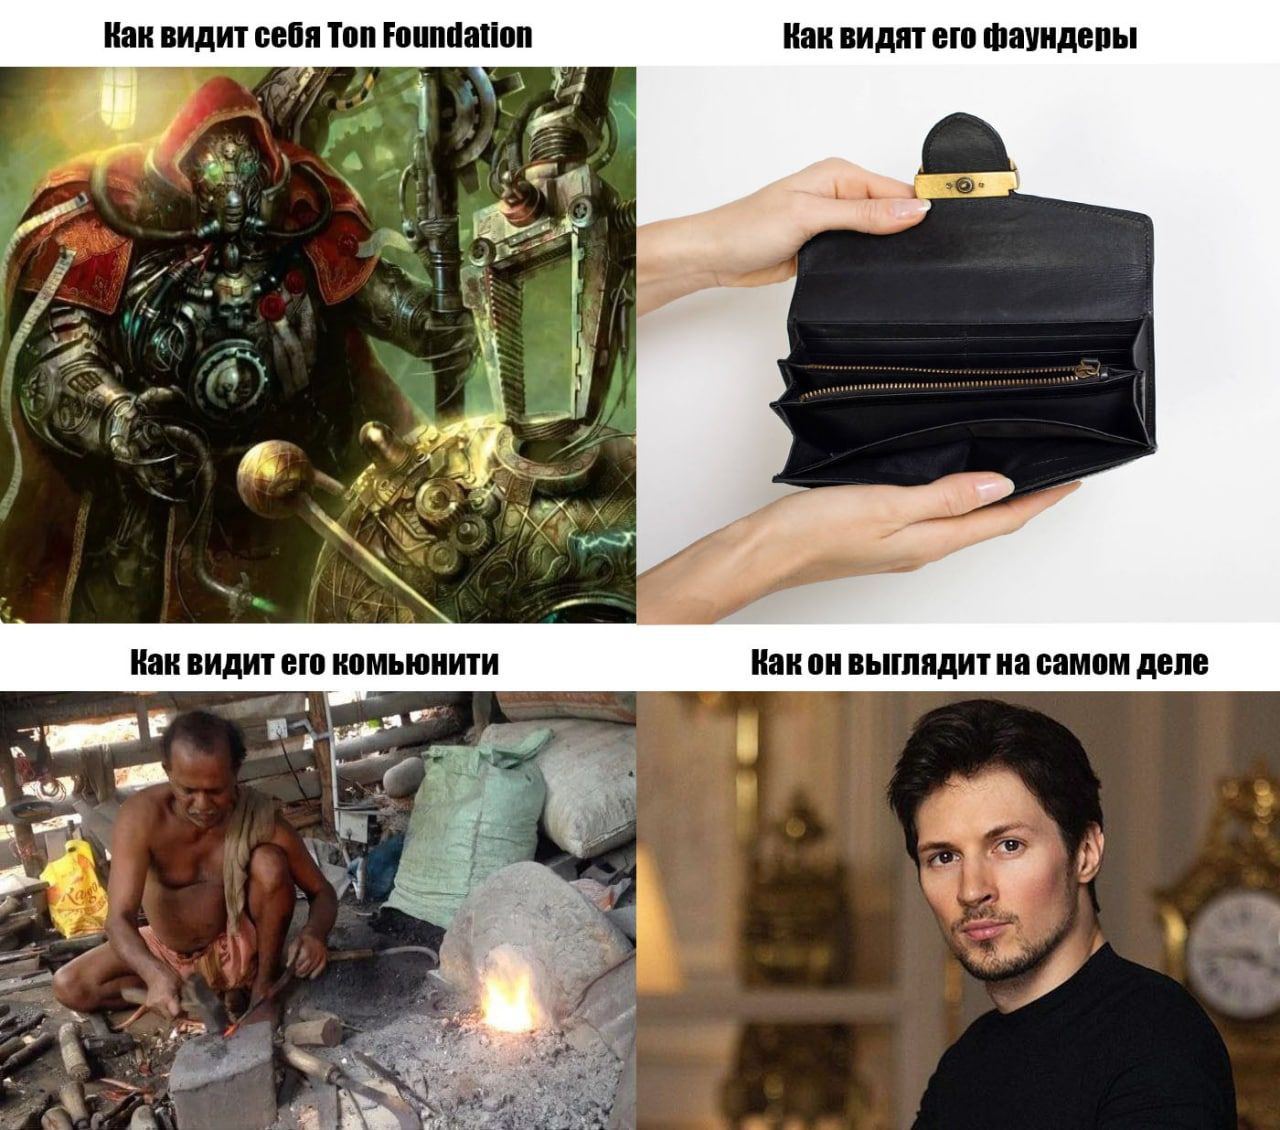 Как видит себя Ton Foundation
Как видят его фаундеры
Как видит его комьюнити
Как он выглядит на самом деле